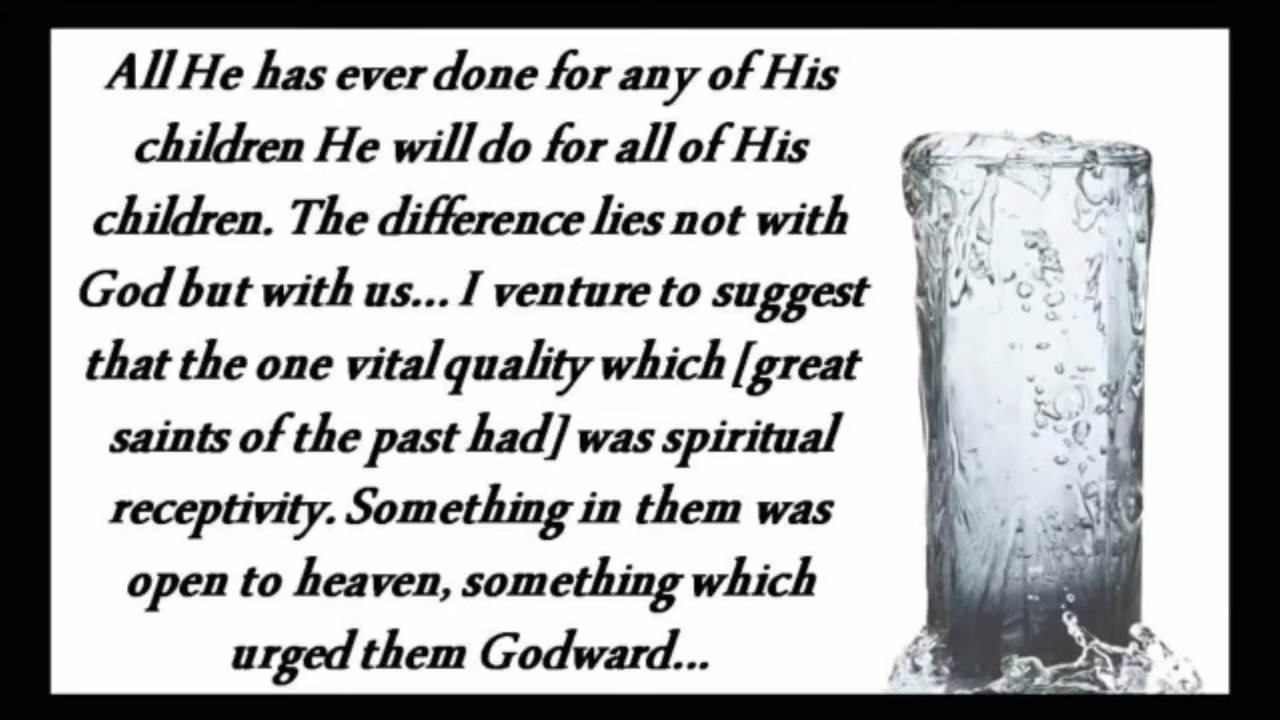 All He has ever done for any of His
children He will do for all of His
children. The difference lies not with
God but with us... I venture to suggest
that the one vital quality which [great
saints of the past had] was spiritual
receptivity. Something in them was
open to heaven, something which
urged them Godward...